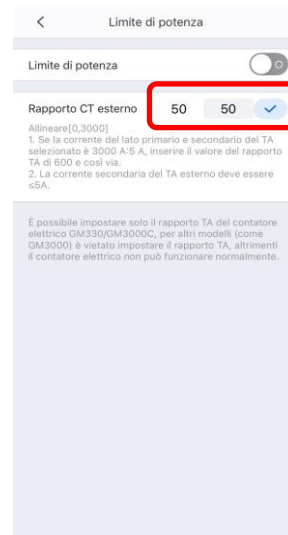 Limite di potenza
Limite di potenza
Rapporto CT esterno 50 50
Allineare[0,3000]
1. Se la corrente del lato primario e secondario del TA
selezionato è 3000 A:5 A, inserire il valore del rapporto
TA di 600 e così via.
2. La corrente secondaria del TA esterno deve essere
≤5A.
È possibile impostare solo il rapporto TA del contatore
elettrico GM330/GM3000C, per altri modelli (come
GM3000) è vietato impostare il rapporto TA, altrimenti
il contatore elettrico non può funzionare normalmente.